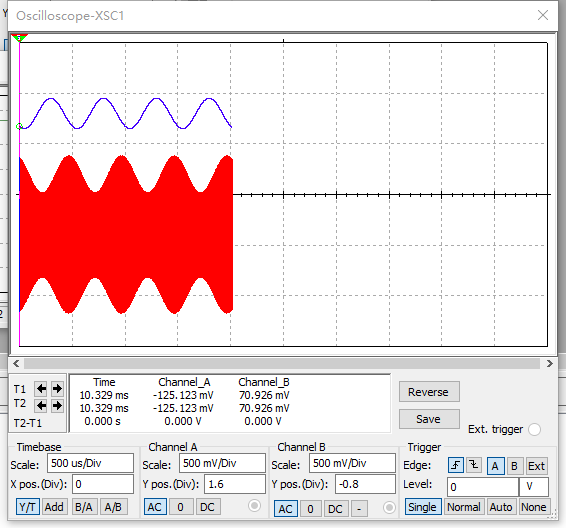 Oscilloscope-XSC1
Time Channel_A Channel_B
T1 10.329 ms -125.123 mV 70.926 mV
T2 10.329 ms -125.123 mV 70.926 mV
T2-T1 0.000 s 0.000 V 0.000 V
Reverse
Save
Ext. trigger
Timebase
Scale: 500 us/Div
X pos.(Div): 0
Y/T Add B/A A/B
Channel A
Scale: 500 mV/Div
Y pos.(Div): 1.6
AC 0 DC
Channel B
Scale: 500 mV/Div
Y pos.(Div): -0.8
AC 0 DC -
Trigger
Edge: A B Ext
Level: 0 V
Single Normal Auto None